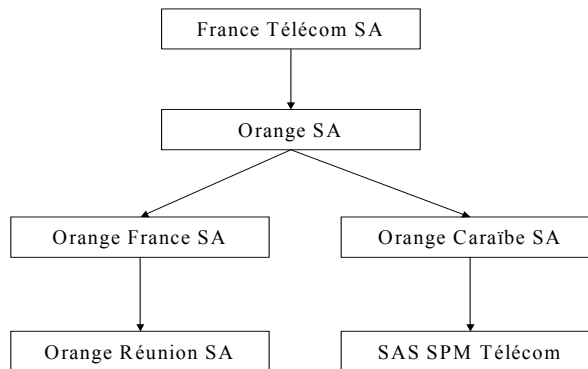 France Télécom SA
Orange SA
Orange France SA
Orange Caraïbe SA
Orange Réunion SA
SAS SPM Télécom